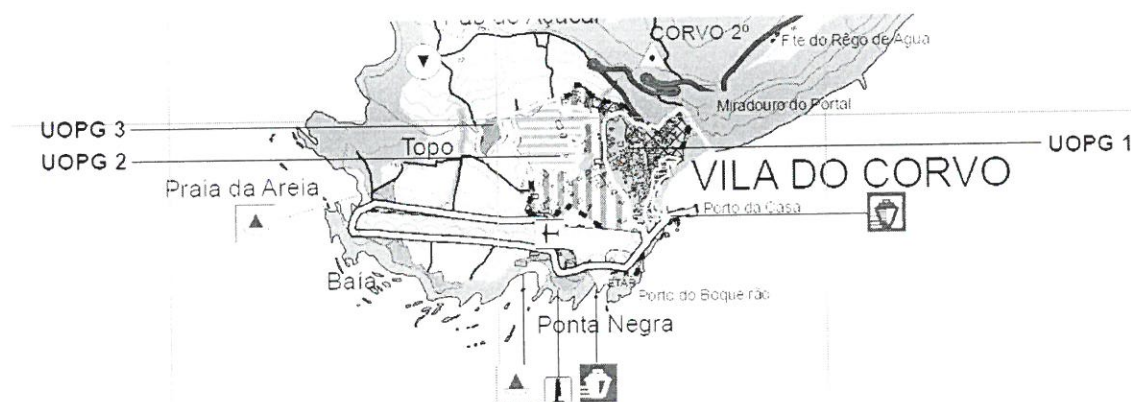 CORVO 2º
Fte do Rêgo de Agua
Miradouro do Portal
UOPG 3
Topo
UOPG 2
UOPG 1
Praia da Areia
VILA DO CORVO
Porto da Casa
Baía
ETAR
Porto do Boqueirão
Ponta Negra